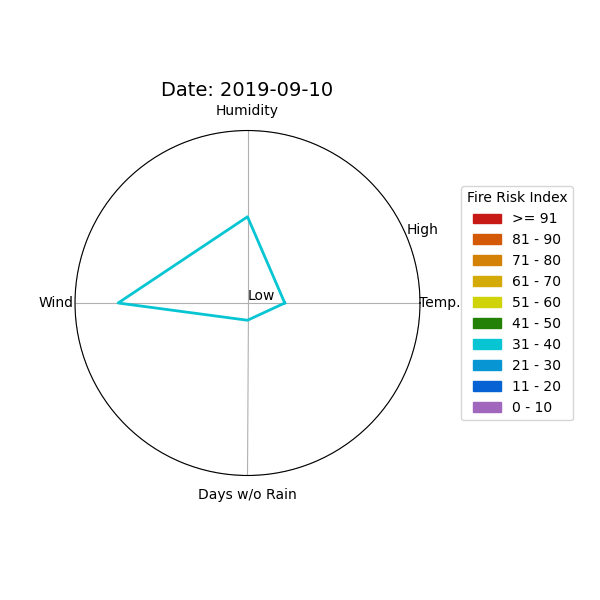 Date: 2019-09-10
Humidity
High
Low
Wind
Temp.
Days w/o Rain
Fire Risk Index
>= 91
81 - 90
71 - 80
61 - 70
51 - 60
41 - 50
31 - 40
21 - 30
11 - 20
0 - 10